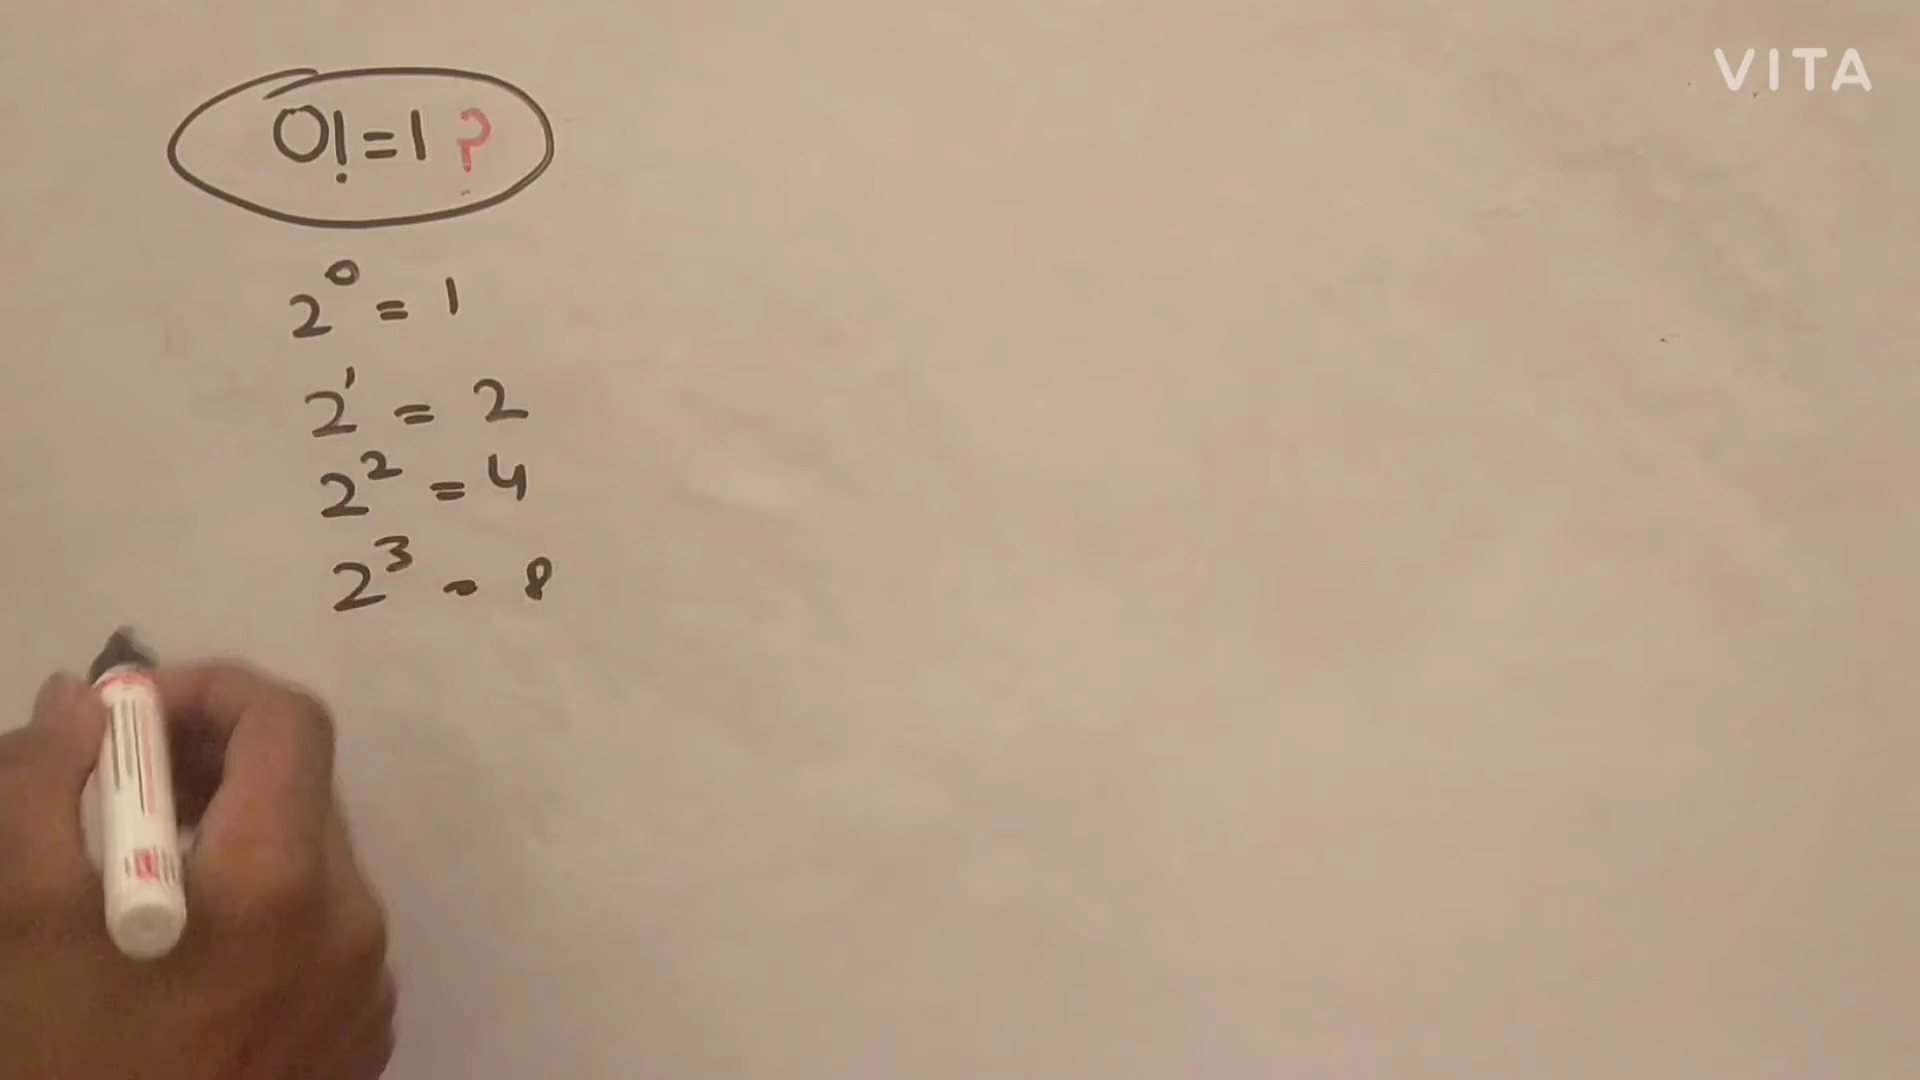 VITA
0!=1?
2⁰ = 1
2¹ = 2
2² = 4
2³ = 8